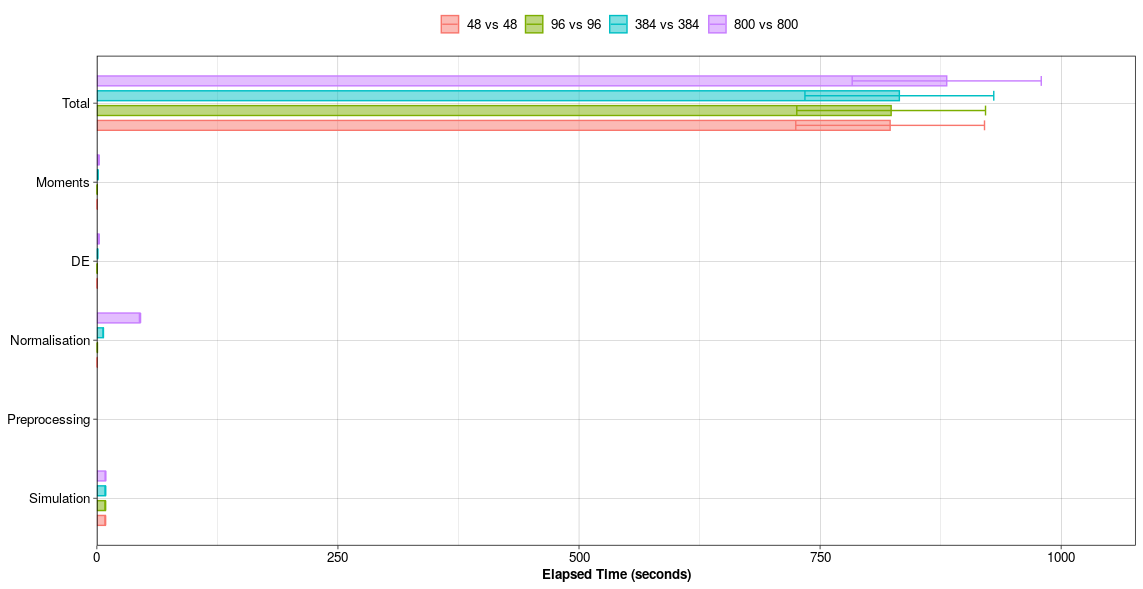 48 vs 48 96 vs 96 384 vs 384 800 vs 800
Total
Moments
DE
Normalisation
Preprocessing
Simulation
0 250 500 750 1000
Elapsed Time (seconds)